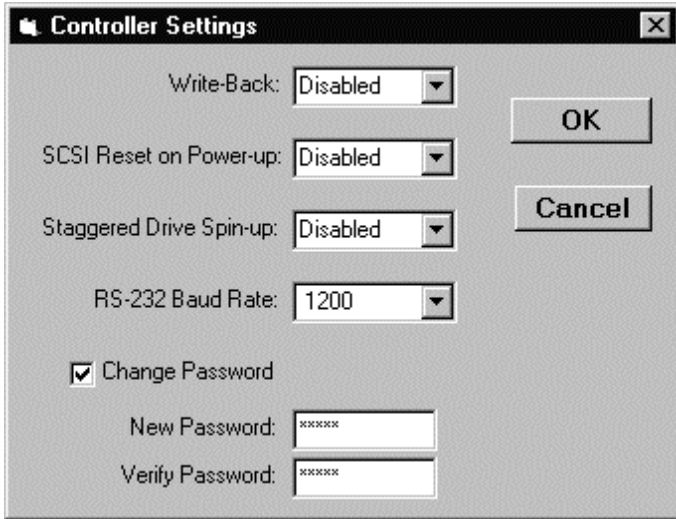 Controller Settings
Write-Back: Disabled
OK
SCSI Reset on Power-up: Disabled
Cancel
Staggered Drive Spin-up: Disabled
RS-232 Baud Rate: 1200
Change Password
New Password: *****
Verify Password: *****